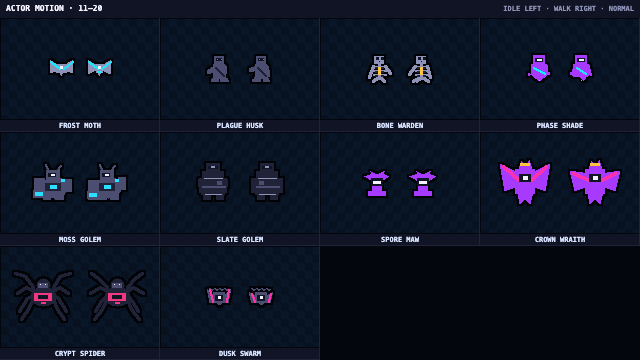 ACTOR MOTION · 11–20
IDLE LEFT · WALK RIGHT · NORMAL
FROST MOTH
PLAGUE HUSK
BONE WARDEN
PHASE SHADE
MOSS GOLEM
SLATE GOLEM
SPORE MAW
CROWN WRAITH
CRYPT SPIDER
DUSK SWARM